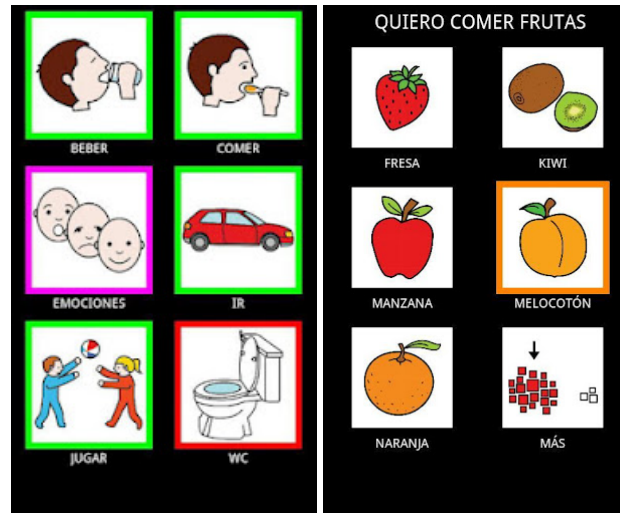 BEBER
COMER
EMOCIONES
IR
JUGAR
WC
QUIERO COMER FRUTAS
FRESA
KIWI
MANZANA
MELOCOTÓN
NARANJA
MÁS